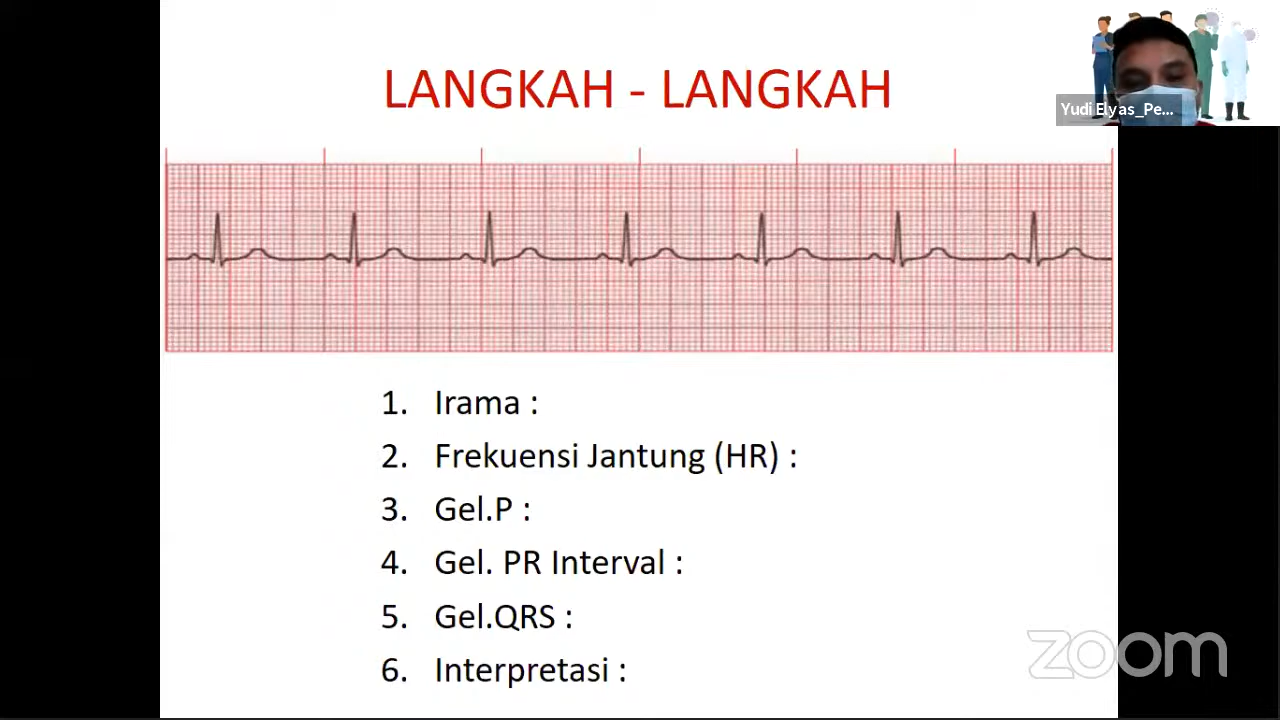 LANGKAH - LANGKAH
Yudi Elyas_Pe...
1. Irama :
2. Frekuensi Jantung (HR) :
3. Gel.P :
4. Gel. PR Interval :
5. Gel.QRS :
6. Interpretasi :
zoom